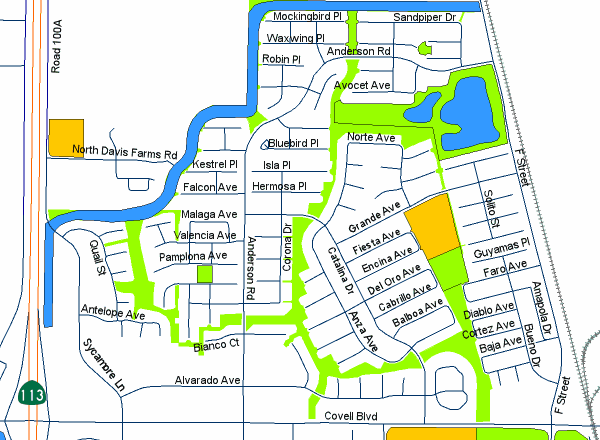 Mockingbird Pl
Sandpiper Dr
Road 100A
Waxwing Pl
Anderson Rd
Robin Pl
Avocet Ave
Norte Ave
Bluebird Pl
North Davis Farms Rd
F Street
Kestrel Pl
Isla Pl
Falcon Ave
Hermosa Pl
Solito St
Grande Ave
Malaga Ave
Fiesta Ave
Valencia Ave
Corona Dr
Quail St
Anderson Rd
Catalina Dr
Encina Ave
Guyamas Pl
Pamplona Ave
Del Oro Ave
Faro Ave
Cabrillo Ave
Amapola Dr
Balboa Ave
Diablo Ave
Antelope Ave
Anza Ave
Cortez Ave
Bueno Dr
Baja Ave
Bianco Ct
Sycamore Ln
Alvarado Ave
F Street
113
Covell Blvd